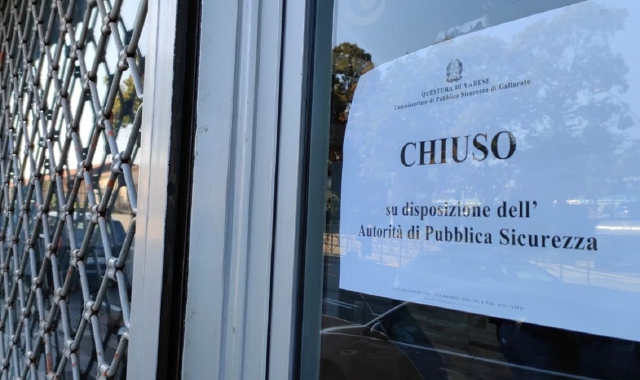 QUESTURA DI VARESE
Commissariato di Pubblica Sicurezza di Gallarate
CHIUSO
su disposizione dell'
Autorità di Pubblica Sicurezza